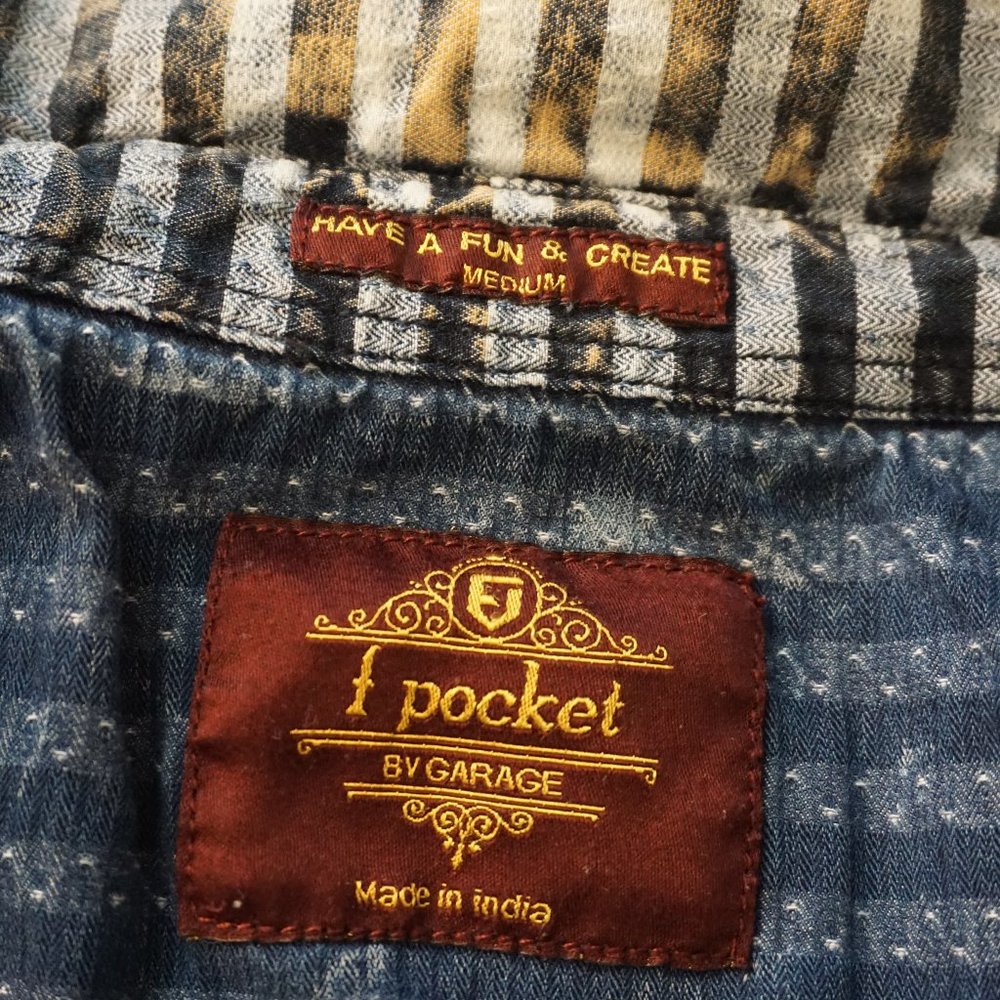 HAVE A FUN & CREATE
MEDIUM
f pocket
BY GARAGE
Made in india